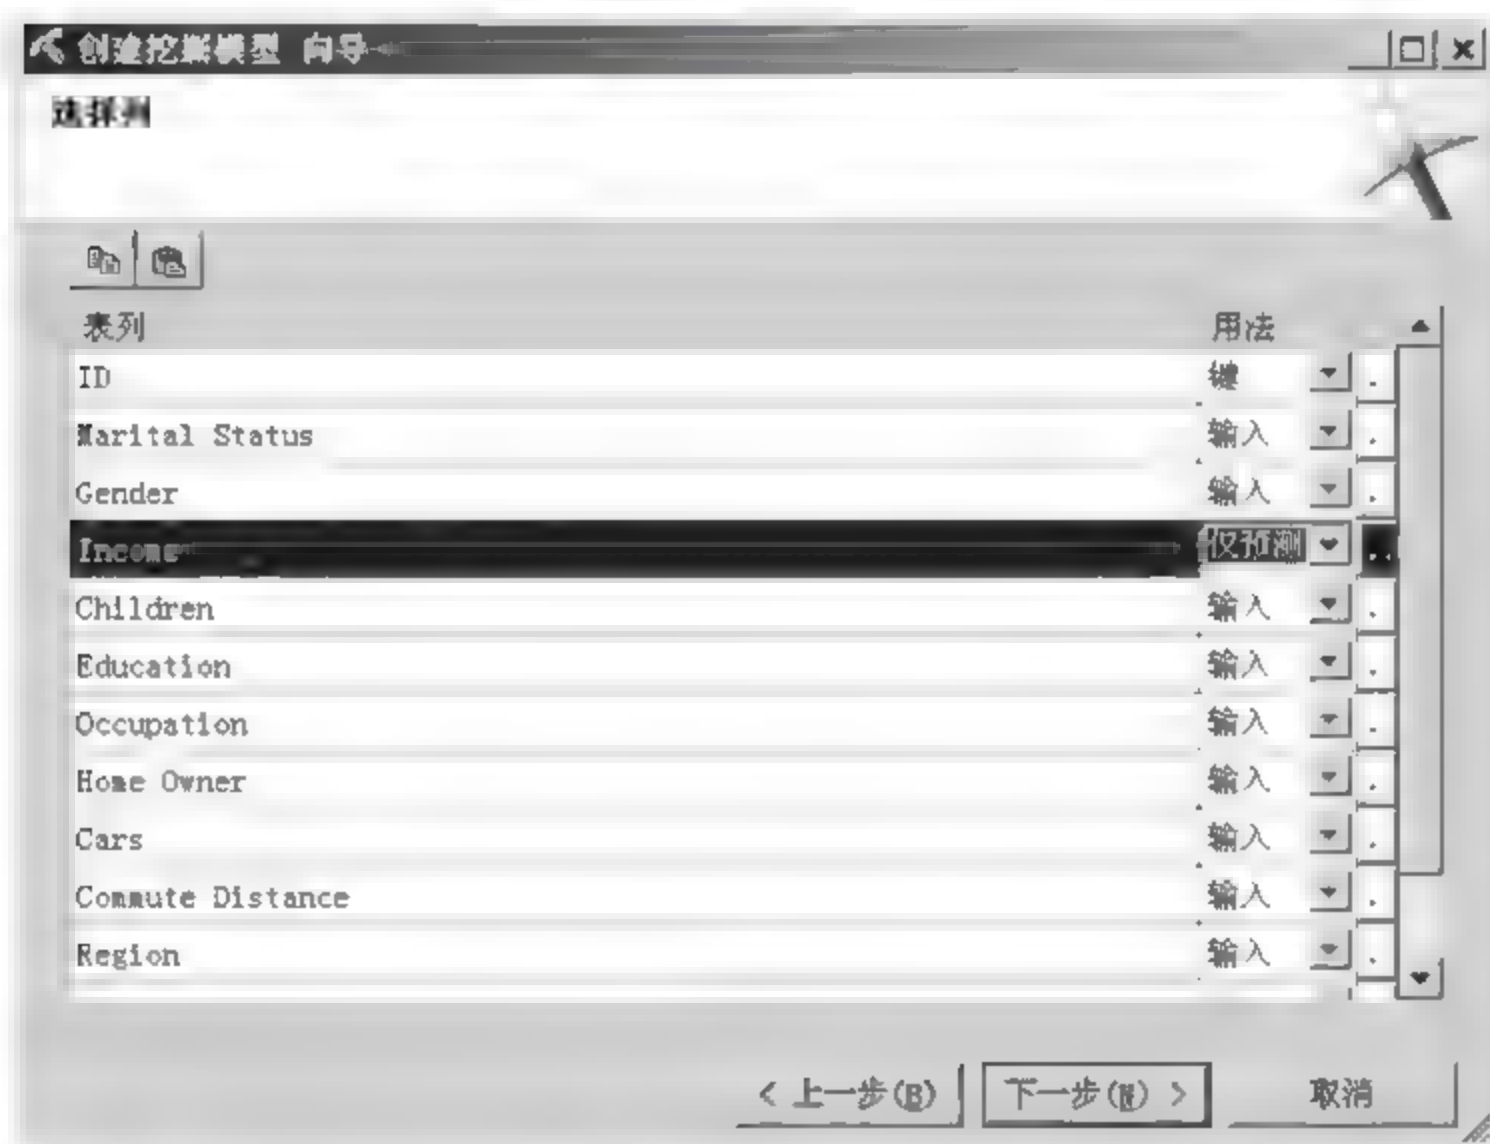 创建挖掘模型 向导
选择列
表列 用法
ID 键
Marital Status 输入
Gender 输入
Income 仅预测
Children 输入
Education 输入
Occupation 输入
Home Owner 输入
Cars 输入
Commute Distance 输入
Region 输入
< 上一步(B) 下一步(N) > 取消